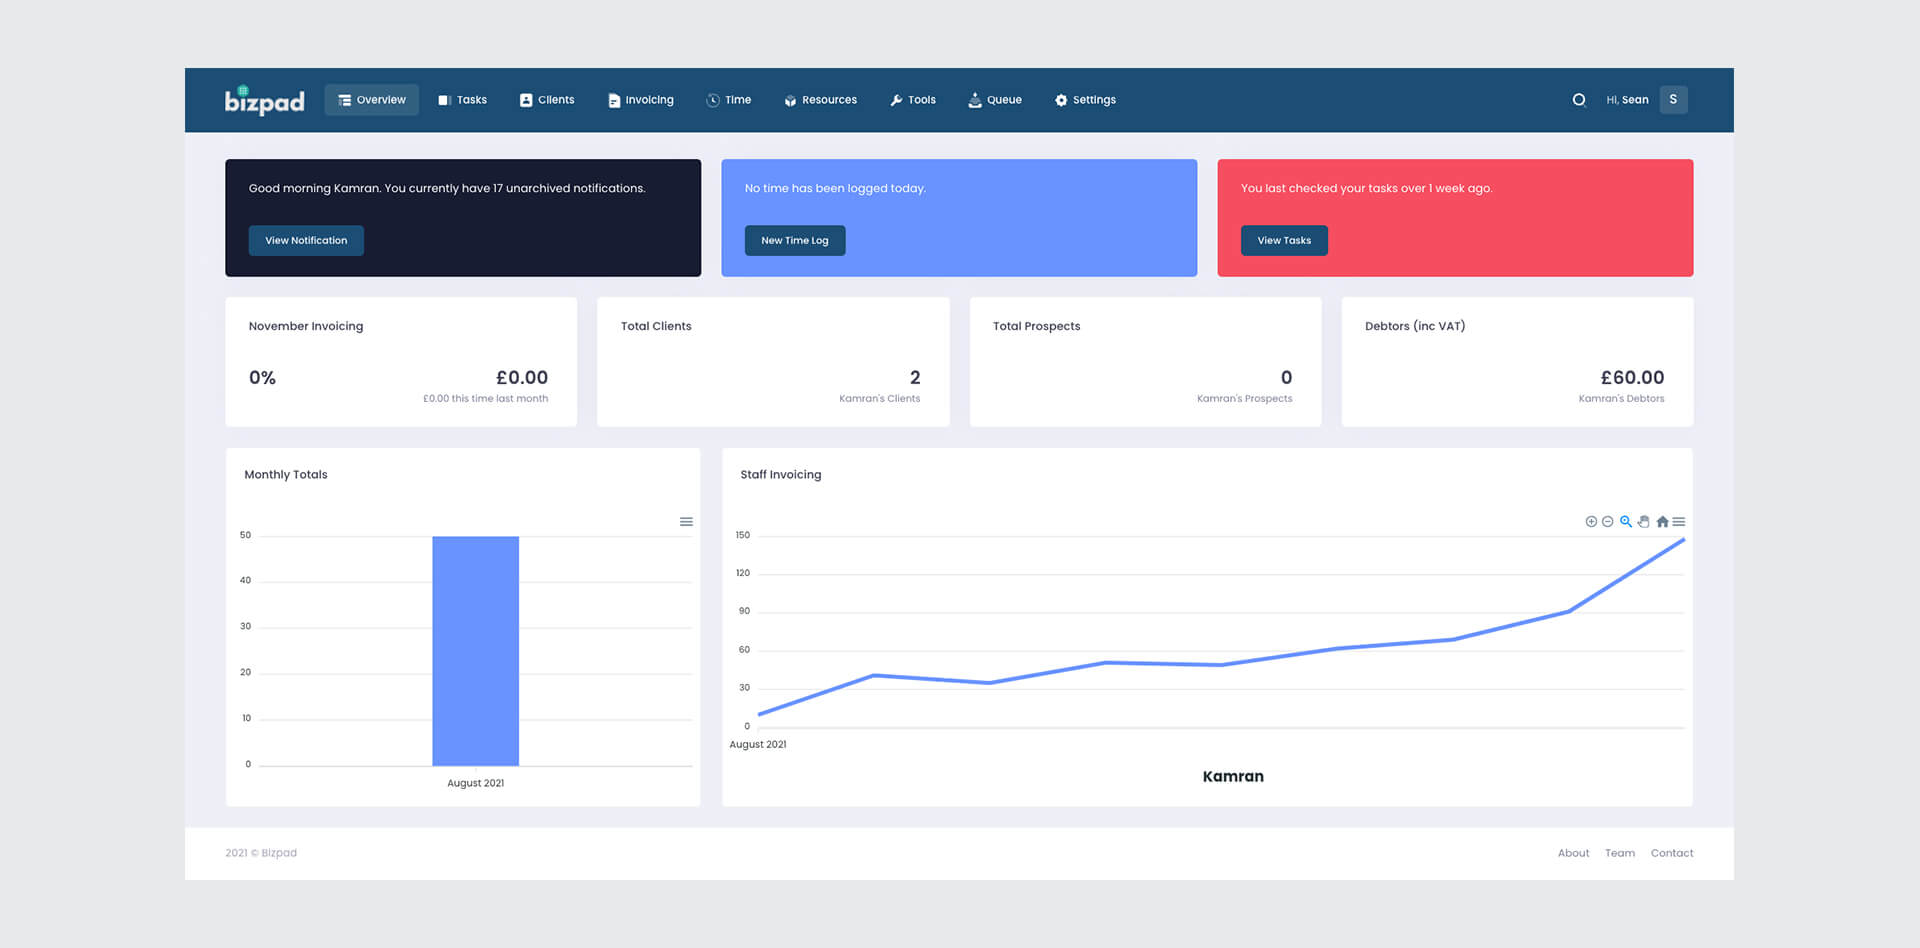 bizpad Overview Tasks Clients Invoicing Time Resources Tools Queue Settings Hi, Sean S
Good morning Kamran. You currently have 17 unarchived notifications.
View Notification
No time has been logged today.
New Time Log
You last checked your tasks over 1 week ago.
View Tasks
November Invoicing
0% £0.00
£0.00 this time last month
Total Clients
2
Kamran's Clients
Total Prospects
0
Kamran's Prospects
Debtors (inc VAT)
£60.00
Kamran's Debtors
Monthly Totals
50
40
30
20
10
0
August 2021
Staff Invoicing
150
120
90
60
30
0
August 2021
Kamran
2021 © Bizpad
About Team Contact